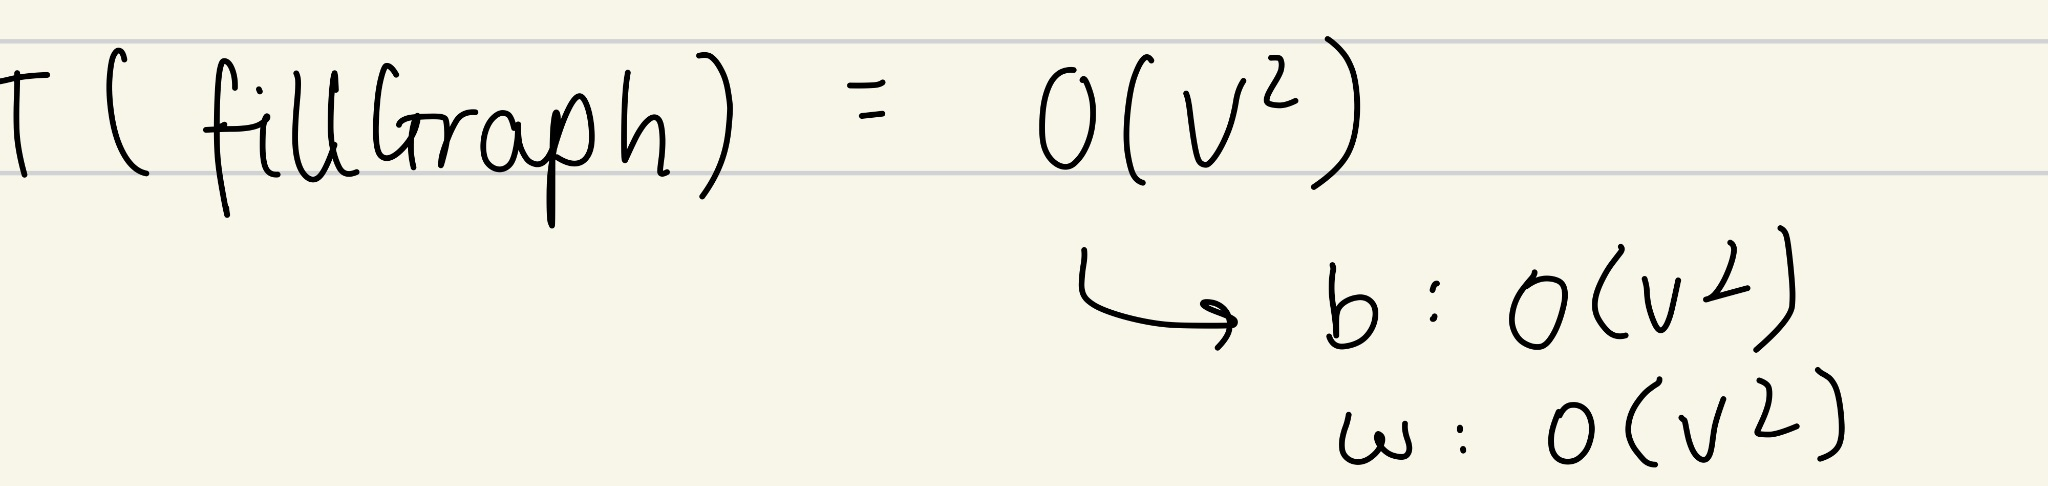 T(fillGraph) = O(V²)
↳ b: O(V²)
w: O(V²)